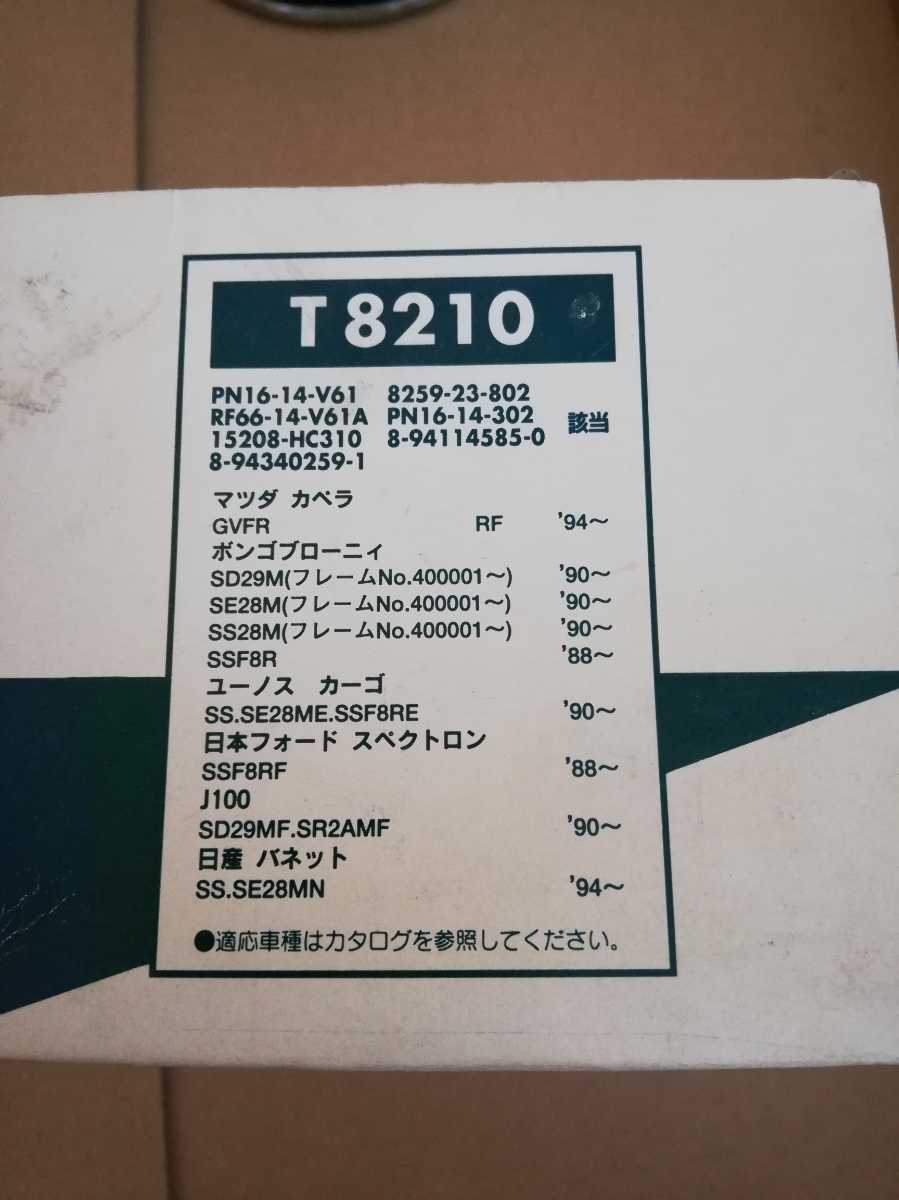 T 8210
PN16-14-V61 8259-23-802
RF66-14-V61A PN16-14-302 該当
15208-HC310 8-94114585-0
8-94340259-1
マツダ カペラ
GVFR RF '94～
ボンゴブローニィ
SD29M(フレームNo.400001～) '90～
SE28M(フレームNo.400001～) '90～
SS28M(フレームNo.400001～) '90～
SSF8R '88～
ユーノス カーゴ
SS.SE28ME.SSF8RE '90～
日本フォード スペクトロン
SSF8RF '88～
J100
SD29MF.SR2AMF '90～
日産 バネット
SS.SE28MN '94～
●適応車種はカタログを参照してください。